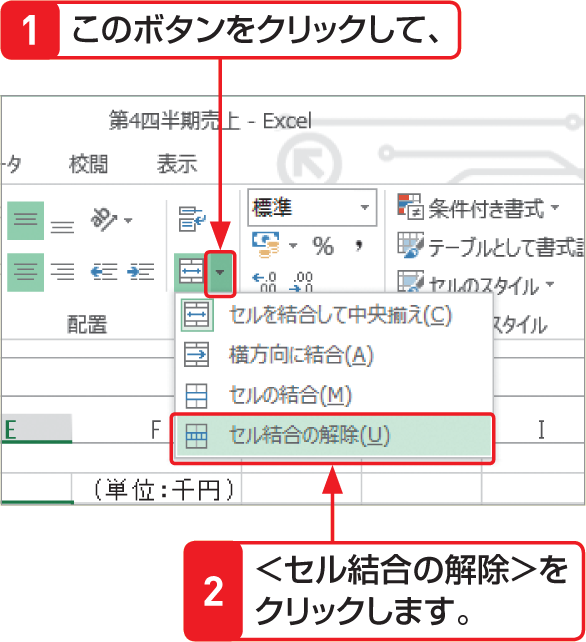 1 このボタンをクリックして、
第4四半期売上 - Excel
ータ 校閲 表示
標準
条件付き書式
% ,
テーブルとして書式
←.0 .00
.00 →.0
セルのスタイル
配置
スタイル
セルを結合して中央揃え(C)
横方向に結合(A)
セルの結合(M)
セル結合の解除(U)
E F I
(単位:千円)
2 <セル結合の解除>を
クリックします。